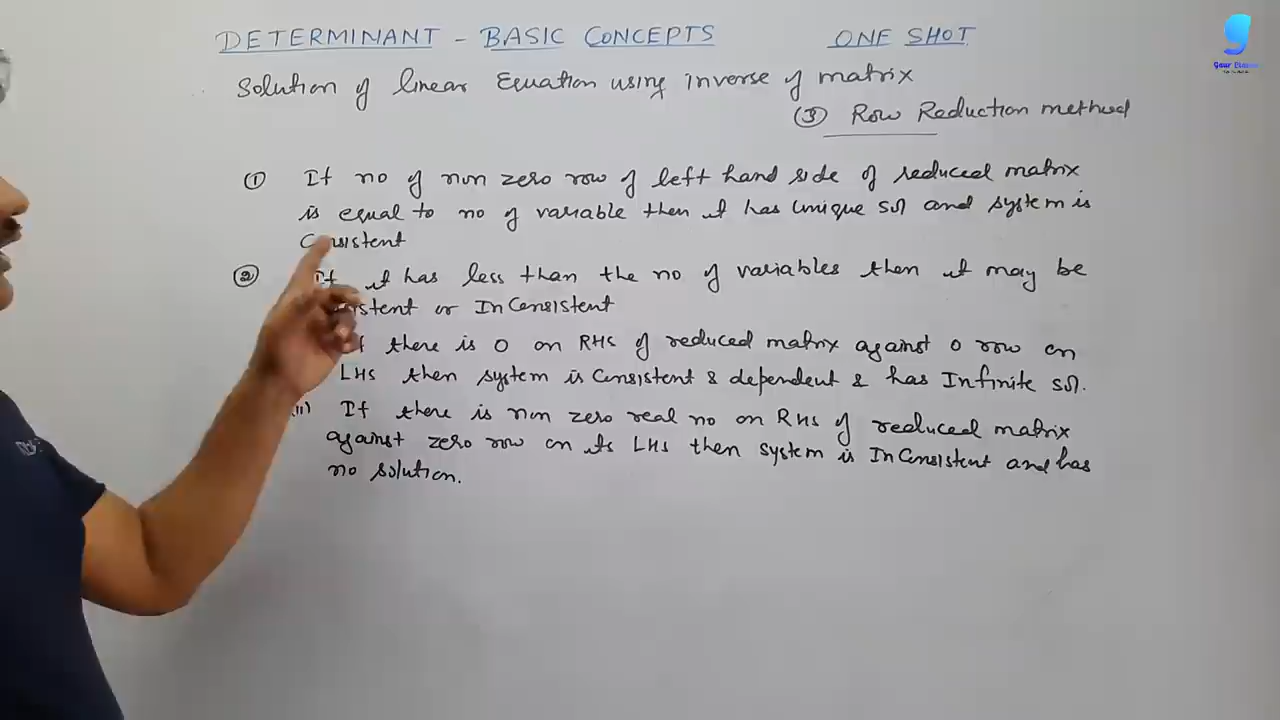 DETERMINANT - BASIC CONCEPTS ONE SHOT
Solution of linear Equation using inverse of matrix
③ Row Reduction method
① If no of non zero row of left hand side of reduced matrix
is equal to no of variable then it has unique sol and system is
Consistent
② If it has less than the no of variables then it may be
or InConsistent
there is 0 on RHS of reduced matrix against 0 row on
LHS then system is Consistent & dependent & has Infinite sol.
If there is non zero real no on RHS of reduced matrix
against zero row on its LHS then system is InConsistent and has
no solution.